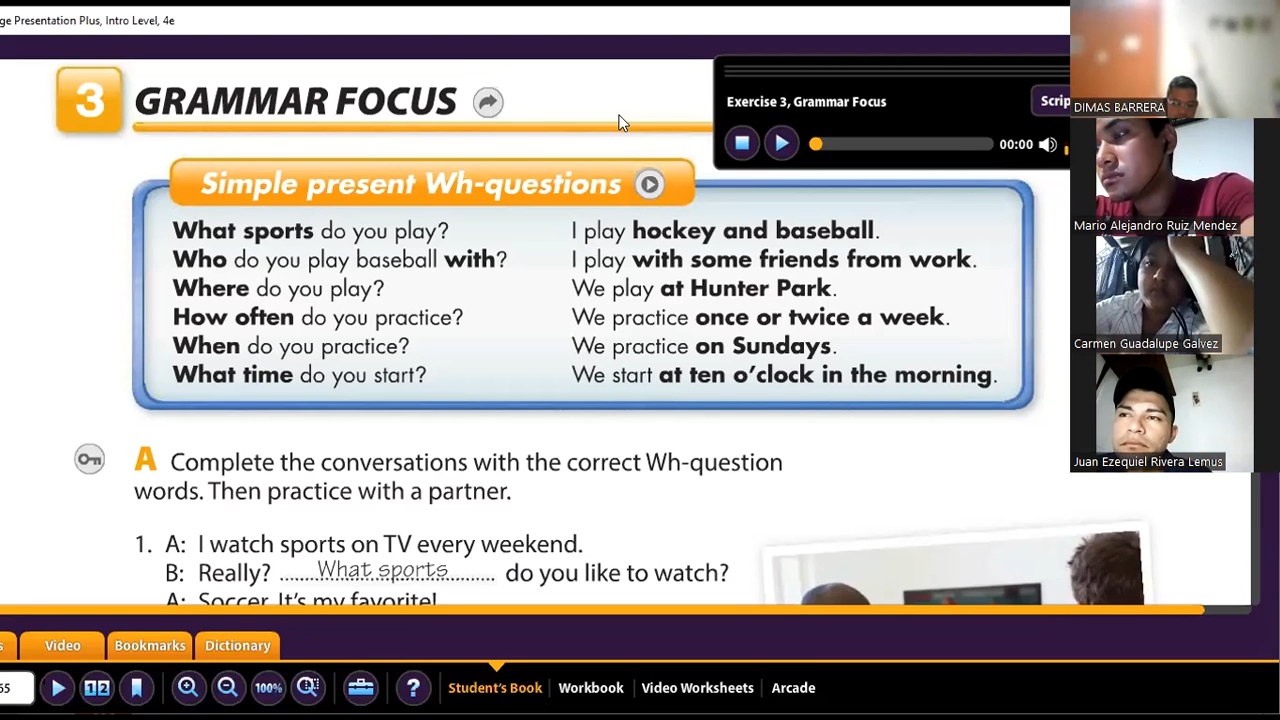 ge Presentation Plus, Intro Level, 4e
3 GRAMMAR FOCUS
Exercise 3, Grammar Focus
Scrip
00:00
Simple present Wh-questions
What sports do you play? I play hockey and baseball.
Who do you play baseball with? I play with some friends from work.
Where do you play? We play at Hunter Park.
How often do you practice? We practice once or twice a week.
When do you practice? We practice on Sundays.
What time do you start? We start at ten o'clock in the morning.
A Complete the conversations with the correct Wh-question
words. Then practice with a partner.
1. A: I watch sports on TV every weekend.
B: Really? What sports do you like to watch?
A: Soccer. It's my favorite!
DIMAS BARRERA
Mario Alejandro Ruiz Mendez
Carmen Guadalupe Galvez
Juan Ezequiel Rivera Lemus
s Video Bookmarks Dictionary
65 12 100% ? Student's Book Workbook Video Worksheets Arcade